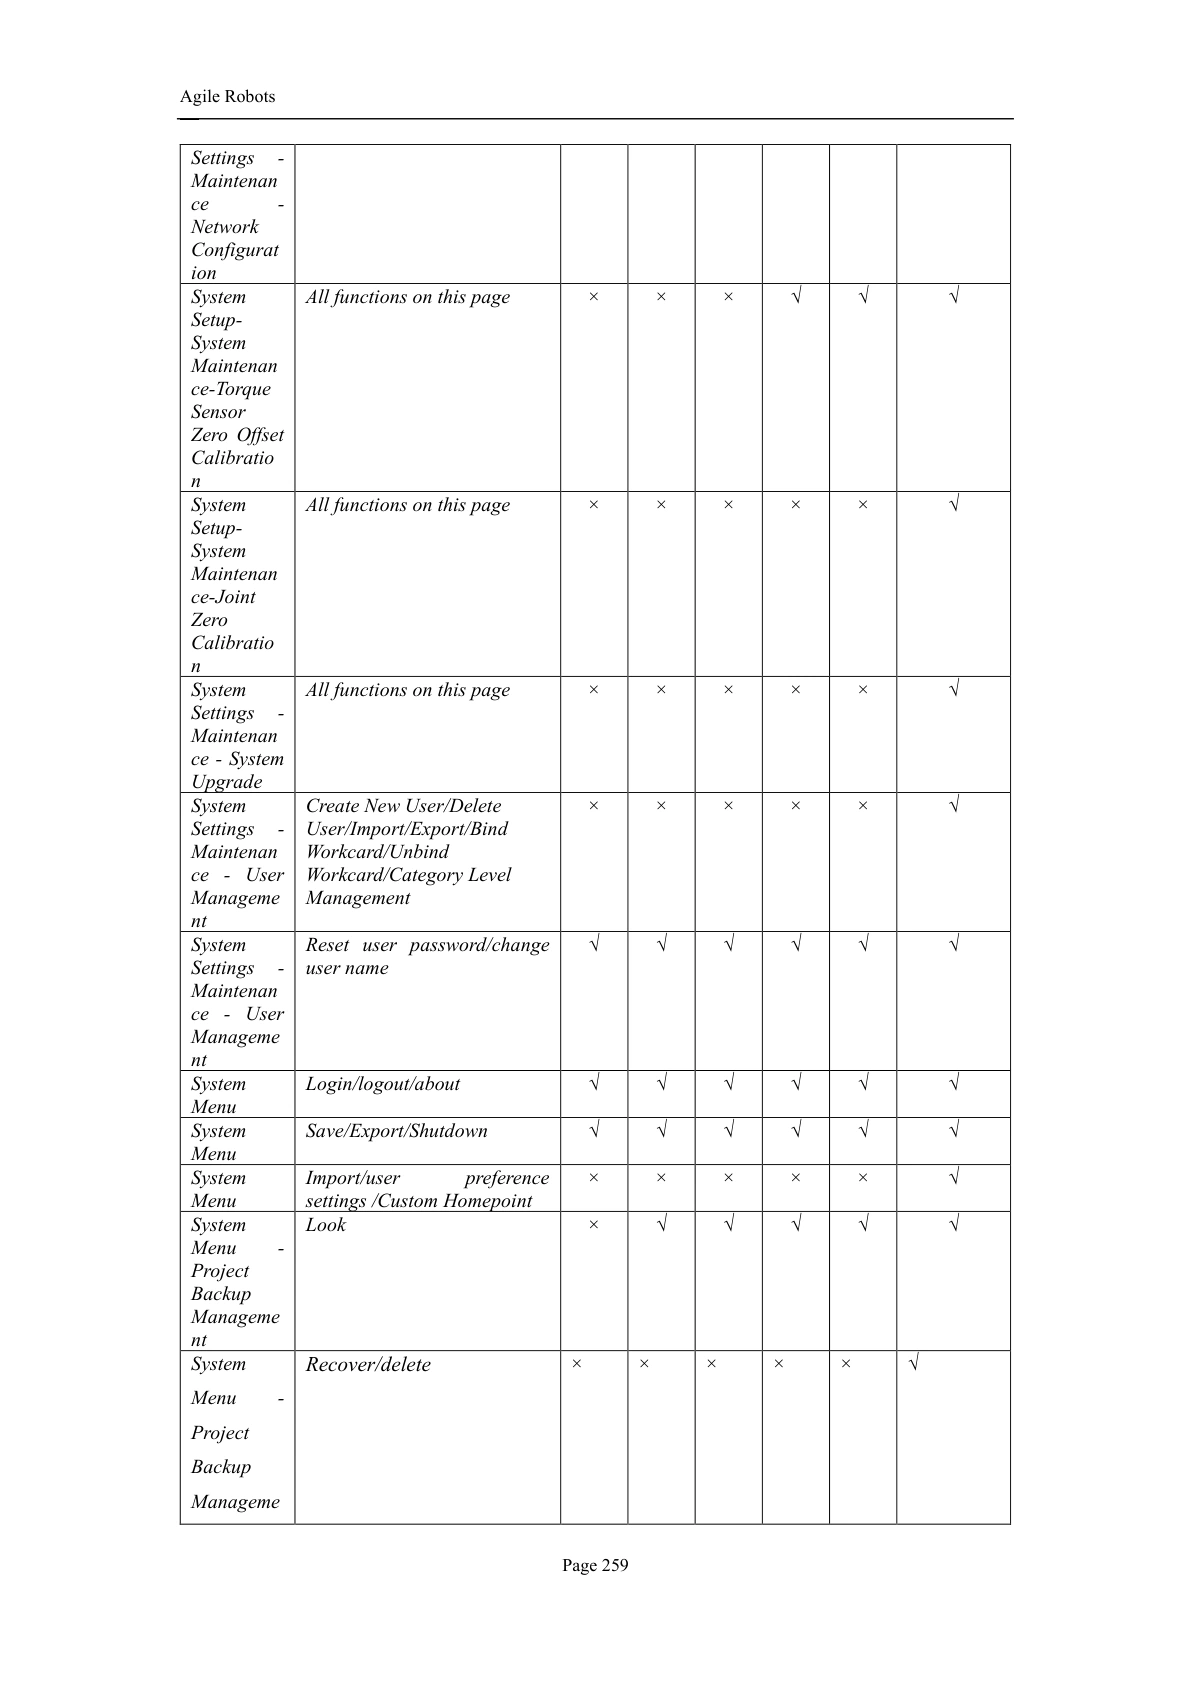 Agile Robots
Settings -
Maintenan
ce -
Network
Configurat
ion
System All functions on this page × × × √ √ √
Setup-
System
Maintenan
ce-Torque
Sensor
Zero Offset
Calibratio
n
System All functions on this page × × × × × √
Setup-
System
Maintenan
ce-Joint
Zero
Calibratio
n
System All functions on this page × × × × × √
Settings -
Maintenan
ce - System
Upgrade
System Create New User/Delete × × × × × √
Settings - User/Import/Export/Bind
Maintenan Workcard/Unbind
ce - User Workcard/Category Level
Manageme Management
nt
System Reset user password/change √ √ √ √ √ √
Settings - user name
Maintenan
ce - User
Manageme
nt
System Login/logout/about √ √ √ √ √ √
Menu
System Save/Export/Shutdown √ √ √ √ √ √
Menu
System Import/user preference × × × × × √
Menu settings /Custom Homepoint
System Look × √ √ √ √ √
Menu -
Project
Backup
Manageme
nt
System Recover/delete × × × × × √
Menu -
Project
Backup
Manageme
Page 259